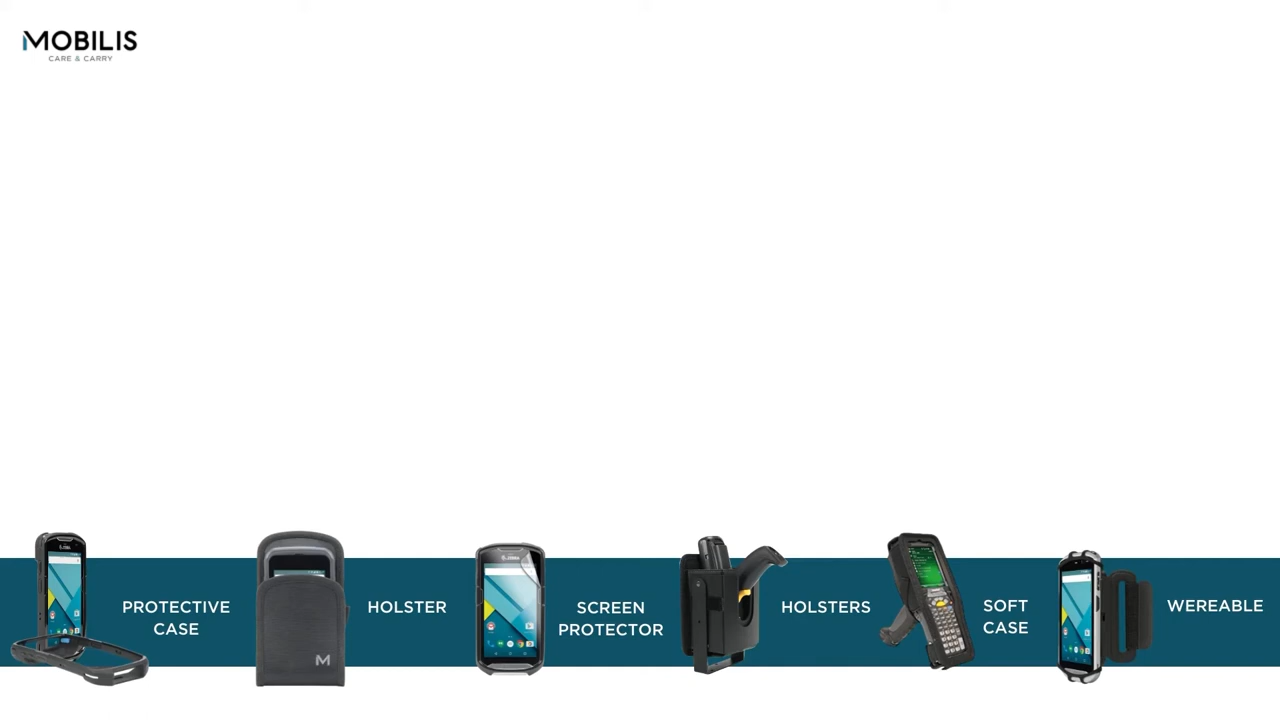 MOBILIS
CARE & CARRY
PROTECTIVE
CASE
HOLSTER
SCREEN
PROTECTOR
HOLSTERS
SOFT
CASE
WEREABLE
M